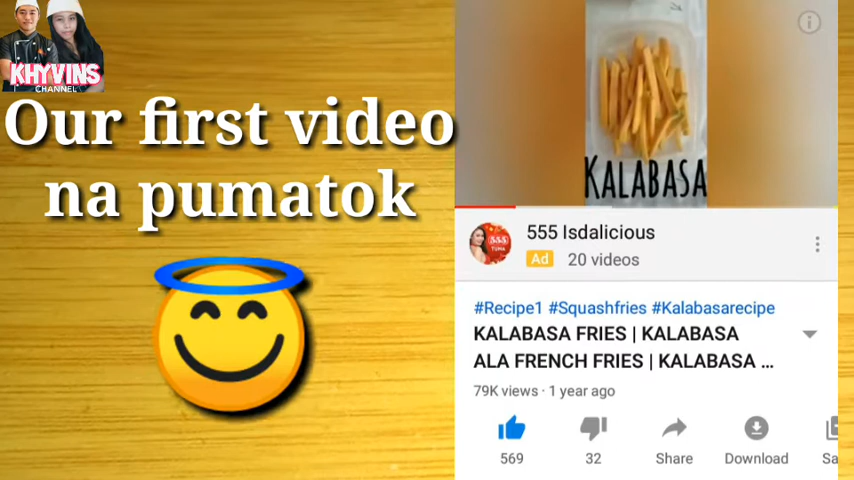 KHYVINS
CHANNEL
Our first video
na pumatok
KALABASA
555 Isdalicious
Ad 20 videos
#Recipe1 #Squashfries #Kalabasarecipe
KALABASA FRIES | KALABASA
ALA FRENCH FRIES | KALABASA ...
79K views · 1 year ago
569 32 Share Download Sa